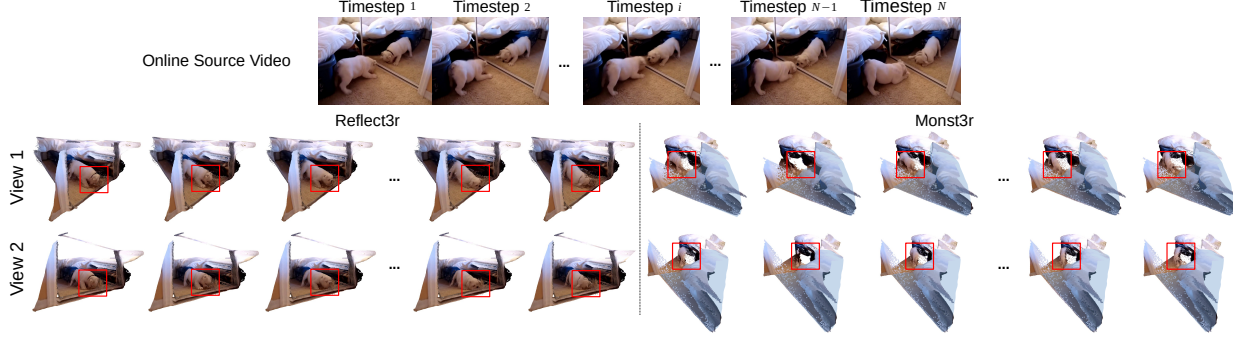 Timestep 1 Timestep 2 Timestep i Timestep N−1 Timestep N
Online Source Video ... ...
Reflect3r Monst3r
View 1 ... ...
View 2 ... ...